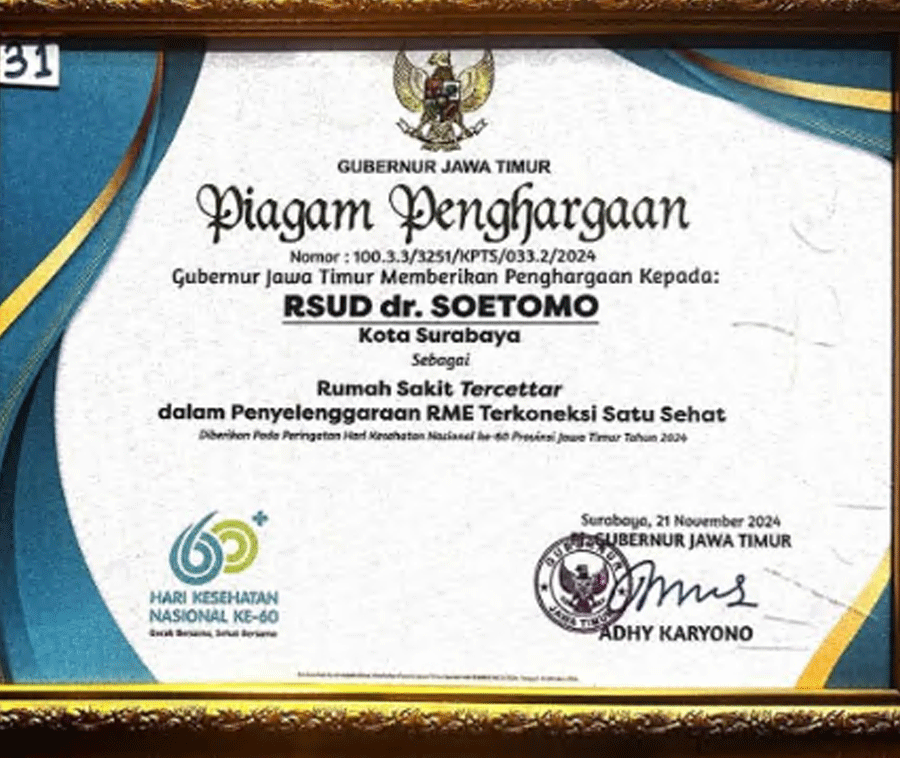 31
GUBERNUR JAWA TIMUR
Piagam Penghargaan
Nomor : 100.3.3/3251/KPTS/033.2/2024
Gubernur Jawa Timur Memberikan Penghargaan Kepada:
RSUD dr. SOETOMO
Kota Surabaya
Sebagai
Rumah Sakit Tercettar
dalam Penyelenggaraan RME Terkoneksi Satu Sehat
Diberikan Pada Peringatan Hari Kesehatan Nasional ke-60 Provinsi Jawa Timur Tahun 2024
60
HARI KESEHATAN
NASIONAL KE-60
Gerak Bersama, Sehat Bersama
Surabaya, 21 November 2024
Pj. GUBERNUR JAWA TIMUR
GUBERNUR
JAWA TIMUR
ADHY KARYONO